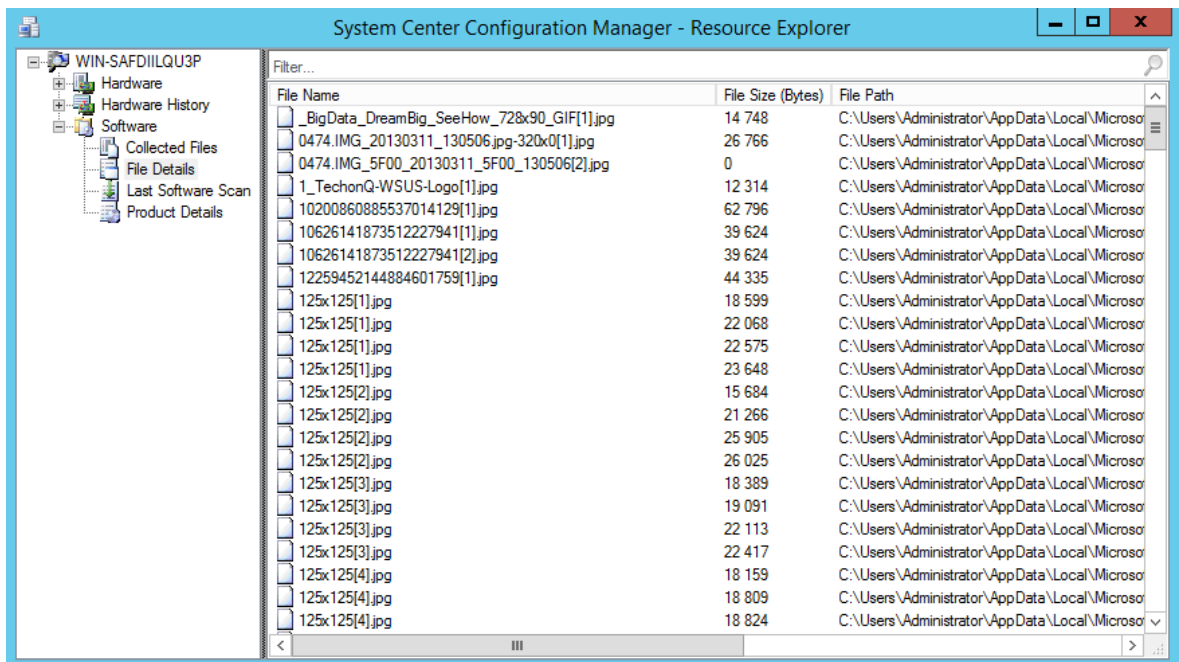 System Center Configuration Manager - Resource Explorer
WIN-SAFDIILQU3P
Hardware
Hardware History
Software
Collected Files
File Details
Last Software Scan
Product Details
Filter...
File Name File Size (Bytes) File Path
_BigData_DreamBig_SeeHow_728x90_GIF[1].jpg 14 748 C:\Users\Administrator\AppData\Local\Microso
0474.IMG_20130311_130506.jpg-320x0[1].jpg 26 766 C:\Users\Administrator\AppData\Local\Microso
0474.IMG_5F00_20130311_5F00_130506[2].jpg 0 C:\Users\Administrator\AppData\Local\Microso
1_TechonQ-WSUS-Logo[1].jpg 12 314 C:\Users\Administrator\AppData\Local\Microso
10200860885537014129[1].jpg 62 796 C:\Users\Administrator\AppData\Local\Microso
10626141873512227941[1].jpg 39 624 C:\Users\Administrator\AppData\Local\Microso
10626141873512227941[2].jpg 39 624 C:\Users\Administrator\AppData\Local\Microso
12259452144884601759[1].jpg 44 335 C:\Users\Administrator\AppData\Local\Microso
125x125[1].jpg 18 599 C:\Users\Administrator\AppData\Local\Microso
125x125[1].jpg 22 068 C:\Users\Administrator\AppData\Local\Microso
125x125[1].jpg 22 575 C:\Users\Administrator\AppData\Local\Microso
125x125[1].jpg 23 648 C:\Users\Administrator\AppData\Local\Microso
125x125[2].jpg 15 684 C:\Users\Administrator\AppData\Local\Microso
125x125[2].jpg 21 266 C:\Users\Administrator\AppData\Local\Microso
125x125[2].jpg 25 905 C:\Users\Administrator\AppData\Local\Microso
125x125[2].jpg 26 025 C:\Users\Administrator\AppData\Local\Microso
125x125[3].jpg 18 389 C:\Users\Administrator\AppData\Local\Microso
125x125[3].jpg 19 091 C:\Users\Administrator\AppData\Local\Microso
125x125[3].jpg 22 113 C:\Users\Administrator\AppData\Local\Microso
125x125[3].jpg 22 417 C:\Users\Administrator\AppData\Local\Microso
125x125[4].jpg 18 159 C:\Users\Administrator\AppData\Local\Microso
125x125[4].jpg 18 809 C:\Users\Administrator\AppData\Local\Microso
125x125[4].jpg 18 824 C:\Users\Administrator\AppData\Local\Microso